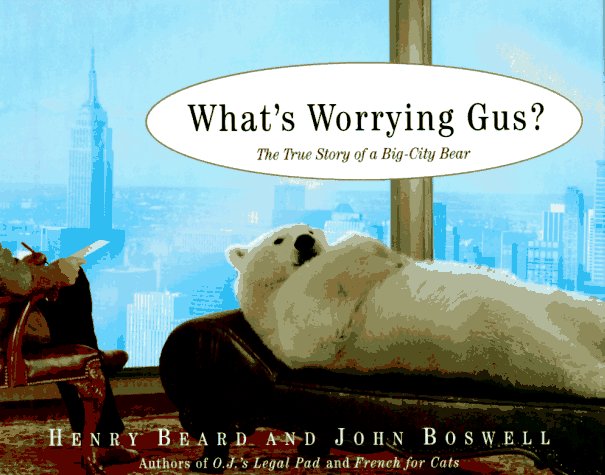 What's Worrying Gus?
The True Story of a Big-City Bear
HENRY BEARD AND JOHN BOSWELL
Authors of O.J.'s Legal Pad and French for Cats